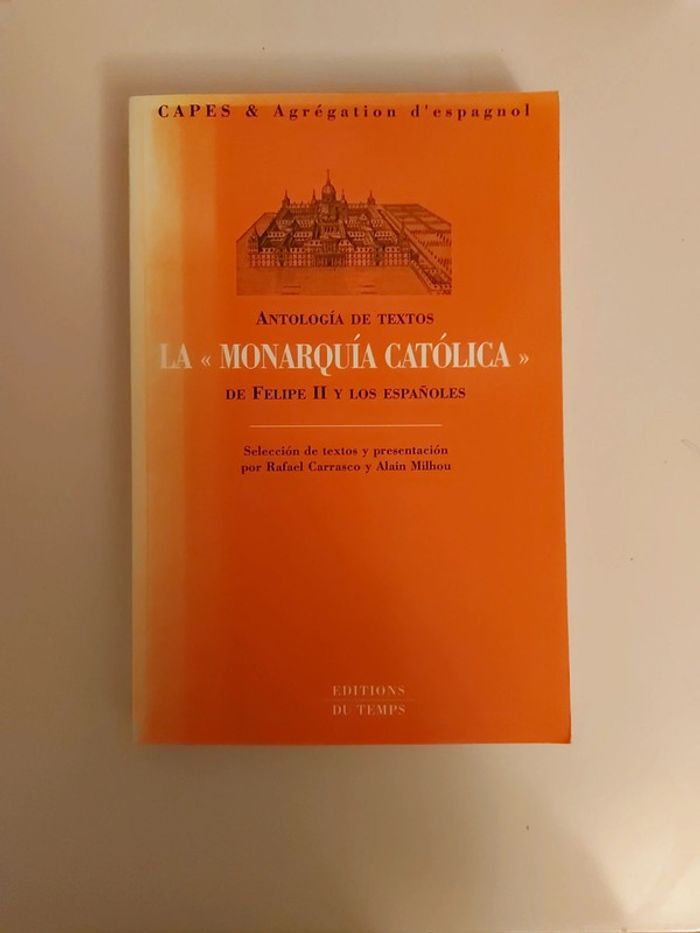 CAPES & Agrégation d'espagnol
ANTOLOGÍA DE TEXTOS
LA « MONARQUÍA CATÓLICA »
DE FELIPE II Y LOS ESPAÑOLES
Selección de textos y presentación
por Rafael Carrasco y Alain Milhou
EDITIONS
DU TEMPS